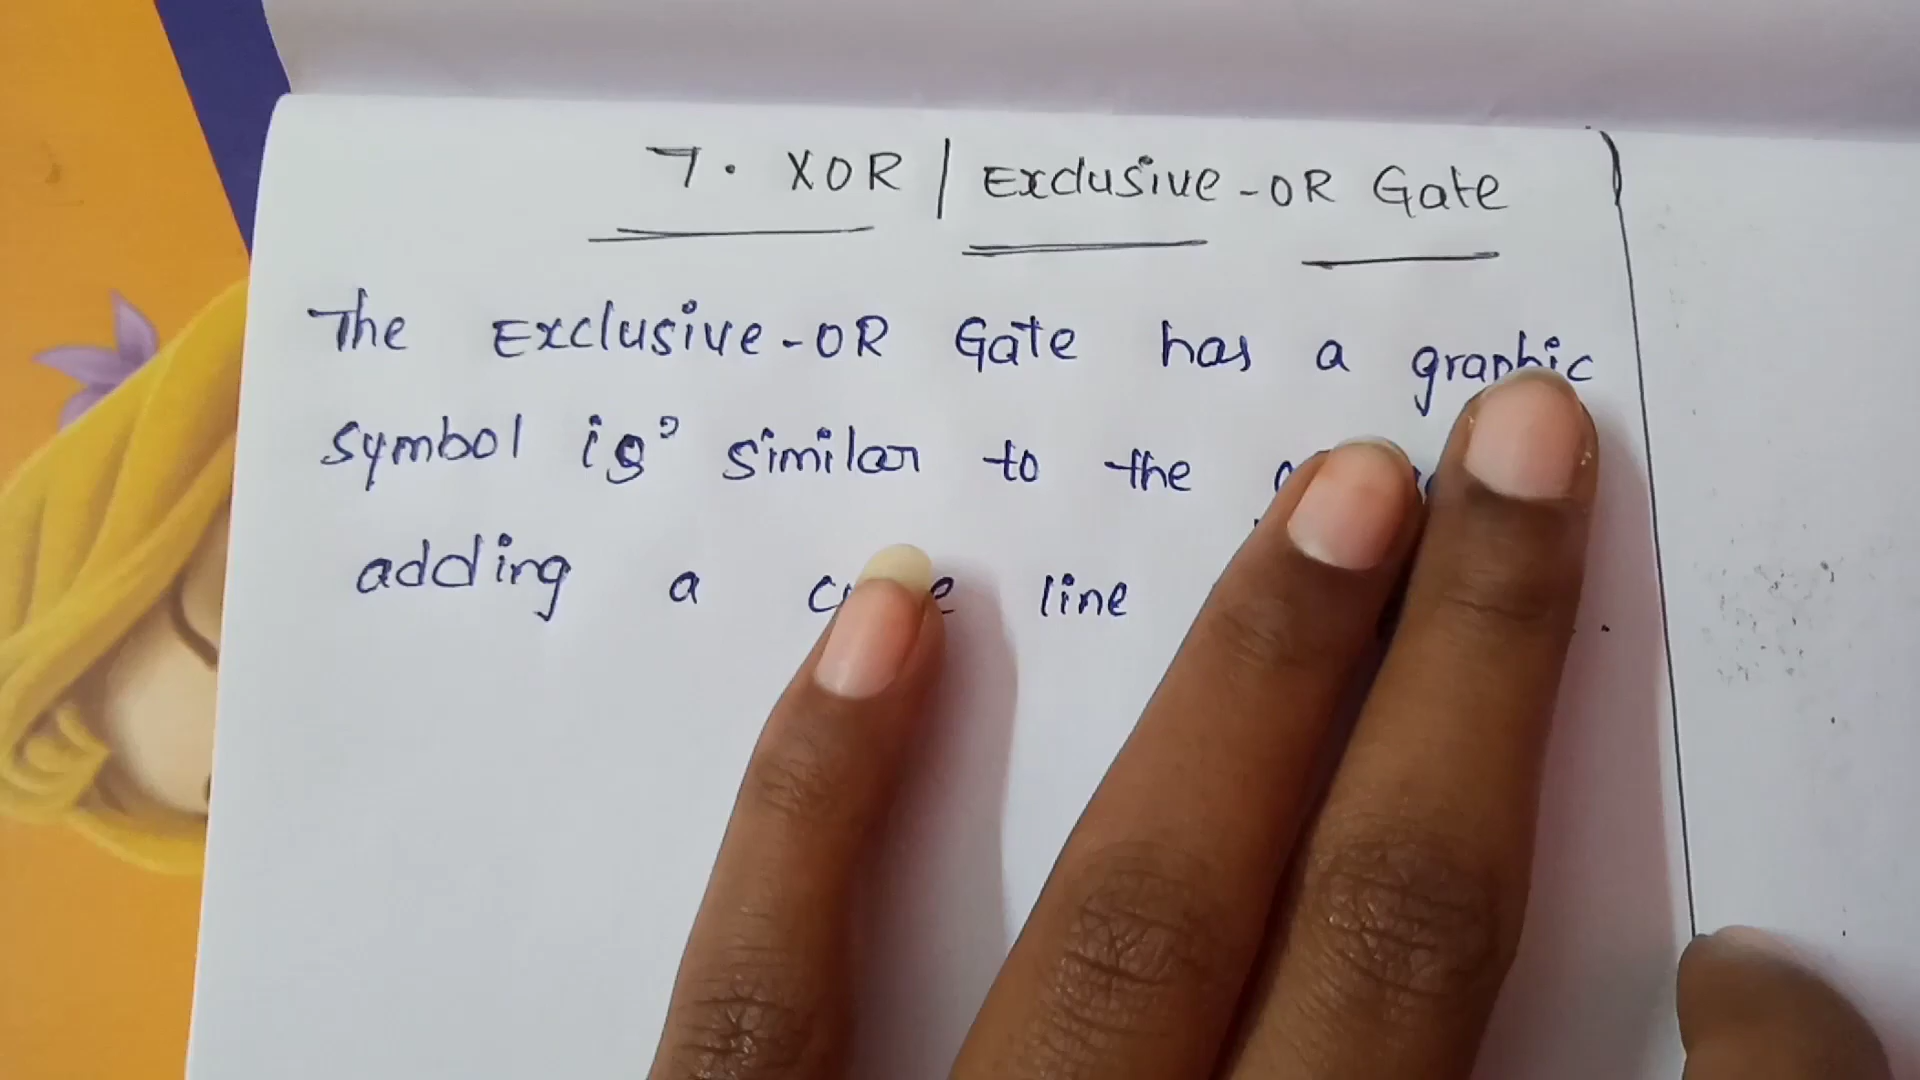 7. XOR | Exclusive-OR Gate
The Exclusive-OR Gate has a graphic
symbol is similar to the
adding a line